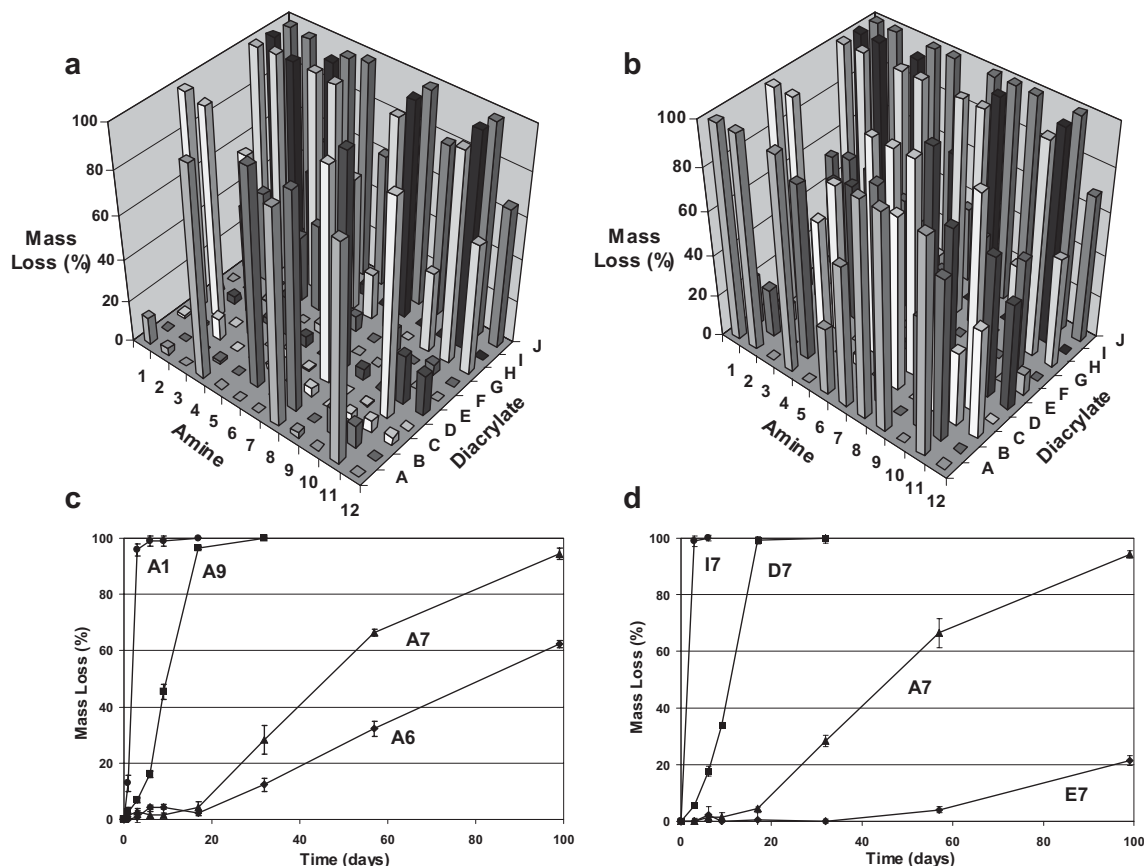 a
b
100
80
60
40
20
0
Mass
Loss (%)
1
2
3
4
5
6
7
8
9
10
11
12
Amine
A
B
C
D
E
F
G
H
I
J
Diacrylate
100
80
60
40
20
0
Mass
Loss (%)
1
2
3
4
5
6
7
8
9
10
11
12
Amine
A
B
C
D
E
F
G
H
I
J
Diacrylate
c
100
80
60
40
20
0
Mass Loss (%)
A1
A9
A7
A6
0 20 40 60 80 100
Time (days)
d
100
80
60
40
20
0
Mass Loss (%)
I7
D7
A7
E7
0 20 40 60 80 100
Time (days)